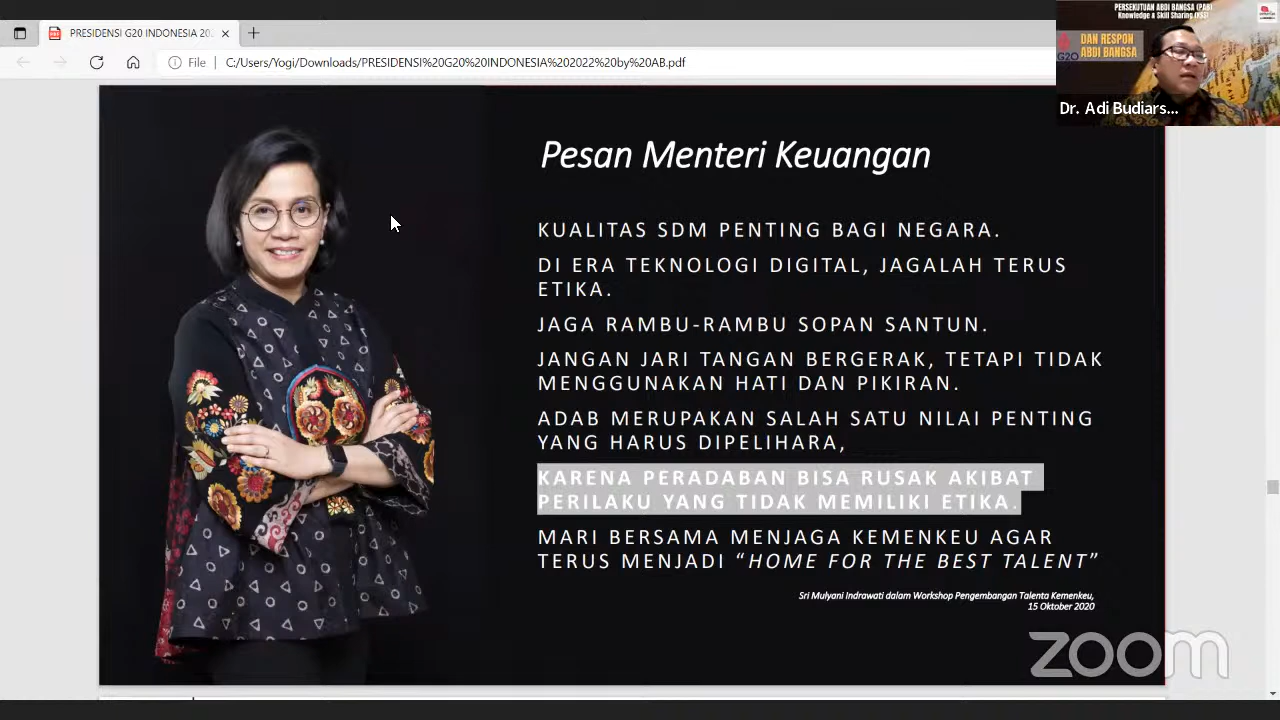 PRESIDENSI G20 INDONESIA 20
File
C:/Users/Yogi/Downloads/
G20%20INDONESIA%202022%20by%20AB.pdf
PERSEKUTUAN ABDI BANGSA (PAB)
Knowledge & Skill Sharing (KSS)
DAN RESPON
ABDI BANGSA
G20
Dr. Adi Budiars...
Pesan Menteri Keuangan
KUALITAS SDM PENTING BAGI NEGARA.
DI ERA TEKNOLOGI DIGITAL, JAGALAH TERUS
ETIKA.
JAGA RAMBU-RAMBU SOPAN SANTUN.
JANGAN JARI TANGAN BERGERAK, TETAPI TIDAK
MENGGUNAKAN HATI DAN PIKIRAN.
ADAB MERUPAKAN SALAH SATU NILAI PENTING
YANG HARUS DIPELIHARA,
KARENA PERADABAN BISA RUSAK AKIBAT
PERILAKU YANG TIDAK MEMILIKI ETIKA.
MARI BERSAMA MENJAGA KEMENKEU AGAR
TERUS MENJADI “HOME FOR THE BEST TALENT”
Sri Mulyani Indrawati dalam Workshop Pengembangan Talenta Kemenkeu,
15 Oktober 2020
zoom